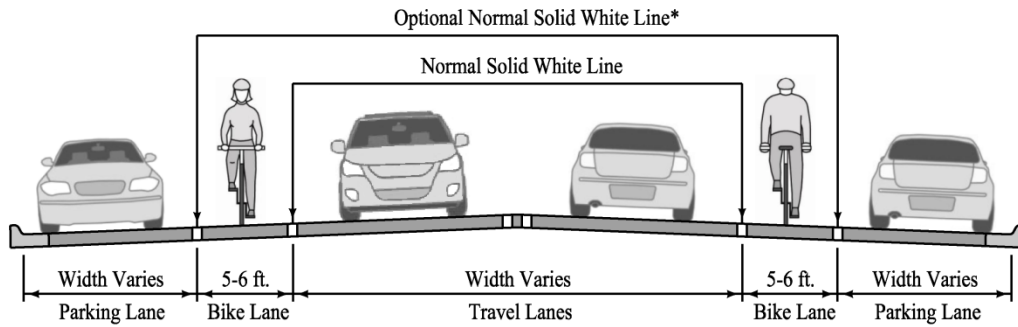 Optional Normal Solid White Line*
Normal Solid White Line
Width Varies
5-6 ft.
Width Varies
5-6 ft.
Width Varies
Parking Lane
Bike Lane
Travel Lanes
Bike Lane
Parking Lane